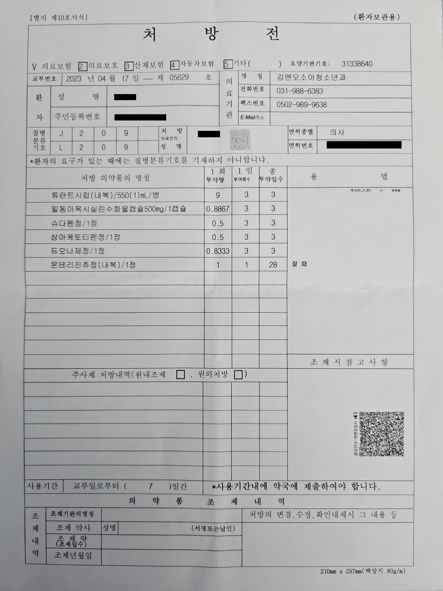 [별지 제10호서식]
(환자보관용)
처 방 전
V 의료보험 2 의료보호 3 산재보험 4 자동차보험 5 기타( ) 요양기관기호: 31338640
교부번호 2023 년 04 월 17 일 — 제 05629 호
의료기관
명 칭 김앤오소아청소년과
전화번호 031-988-6383
팩스번호 0502-989-9638
E-Mail주소
환자
성 명
주민등록번호
질병분류기호
J 2 0 9
L 2 0 9
처 방
의료인의
성 명
면허종별 의사
면허번호
*환자의 요구가 있는 때에는 질병분류기호를 기재하지 아니합니다.
처방 의약품의 명칭
1 회 투약량
1 일 투여횟수
총 투약일수
용 법
튜란트시럽(내복)/550(1)mL/병 9 3 3
일동아목시실린수화물캡슐500mg/1캡슐 0.8867 3 3
슈다펜정/1정 0.5 3 3
삼아케토티펜정/1정 0.5 3 3
듀오나제정/1정 0.8333 3 3
몬테리진츄정(내복)/1정 1 1 28 잘 때
조제시참고사항
주사제 처방내역(원내조제 , 원외처방 )
사용기간 교부일로부터 ( 7 )일간 *사용기간내에 약국에 제출하여야 합니다.
의 약 품 조 제 내 역
조제내역
조제기관의명칭
처방의 변경,수정,확인대체시 그 내용 등
조제 약사 성명 (서명또는날인)
조제 량
(조제일수)
조제년월일
210mm x 297mm(백상지 80g/m)